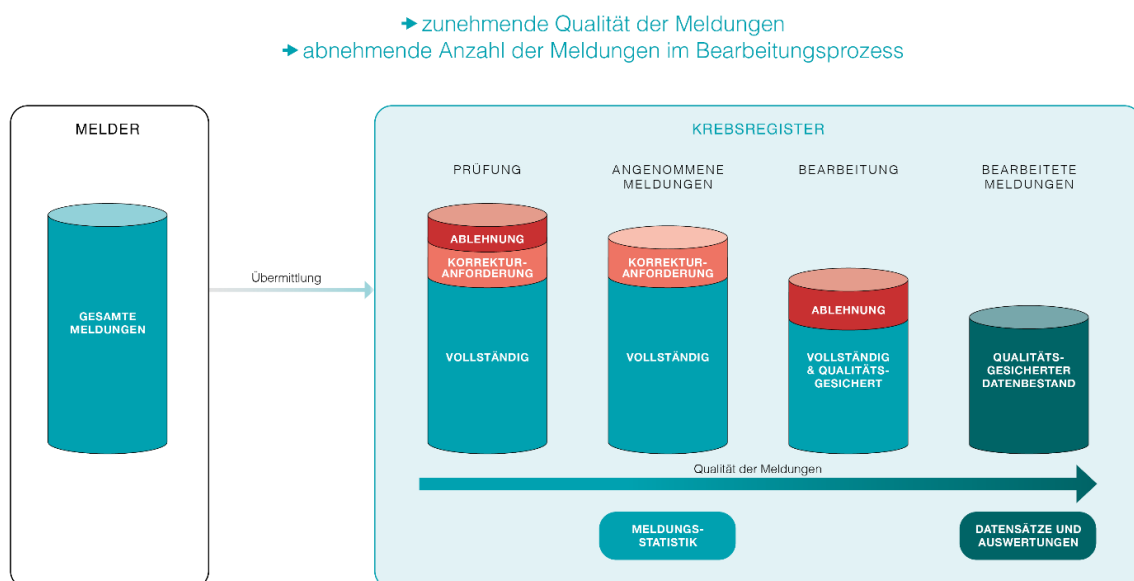 ➔ zunehmende Qualität der Meldungen
➔ abnehmende Anzahl der Meldungen im Bearbeitungsprozess
MELDER
GESAMTE
MELDUNGEN
Übermittlung
KREBSREGISTER
PRÜFUNG
ABLEHNUNG
KORREKTUR-
ANFORDERUNG
VOLLSTÄNDIG
ANGENOMMENE
MELDUNGEN
KORREKTUR-
ANFORDERUNG
VOLLSTÄNDIG
BEARBEITUNG
ABLEHNUNG
VOLLSTÄNDIG
& QUALITÄTS-
GESICHERT
BEARBEITETE
MELDUNGEN
QUALITÄTS-
GESICHERTER
DATENBESTAND
Qualität der Meldungen
MELDUNGS-
STATISTIK
DATENSÄTZE UND
AUSWERTUNGEN